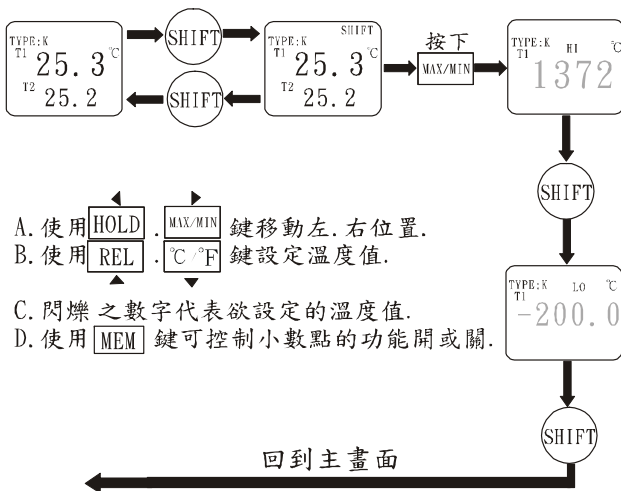 TYPE:K
T1 25.3 ℃
T2 25.2
SHIFT
SHIFT
SHIFT
TYPE:K
T1 25.3 ℃
T2 25.2
按下
MAX/MIN
TYPE:K HI ℃
T1
1372
SHIFT
A.使用 HOLD . MAX/MIN 鍵移動左.右位置.
B.使用 REL . ℃/℉ 鍵設定溫度值.
C.閃爍之數字代表欲設定的溫度值.
D.使用 MEM 鍵可控制小數點的功能開或關.
TYPE:K LO ℃
T1
-200.0
SHIFT
回到主畫面